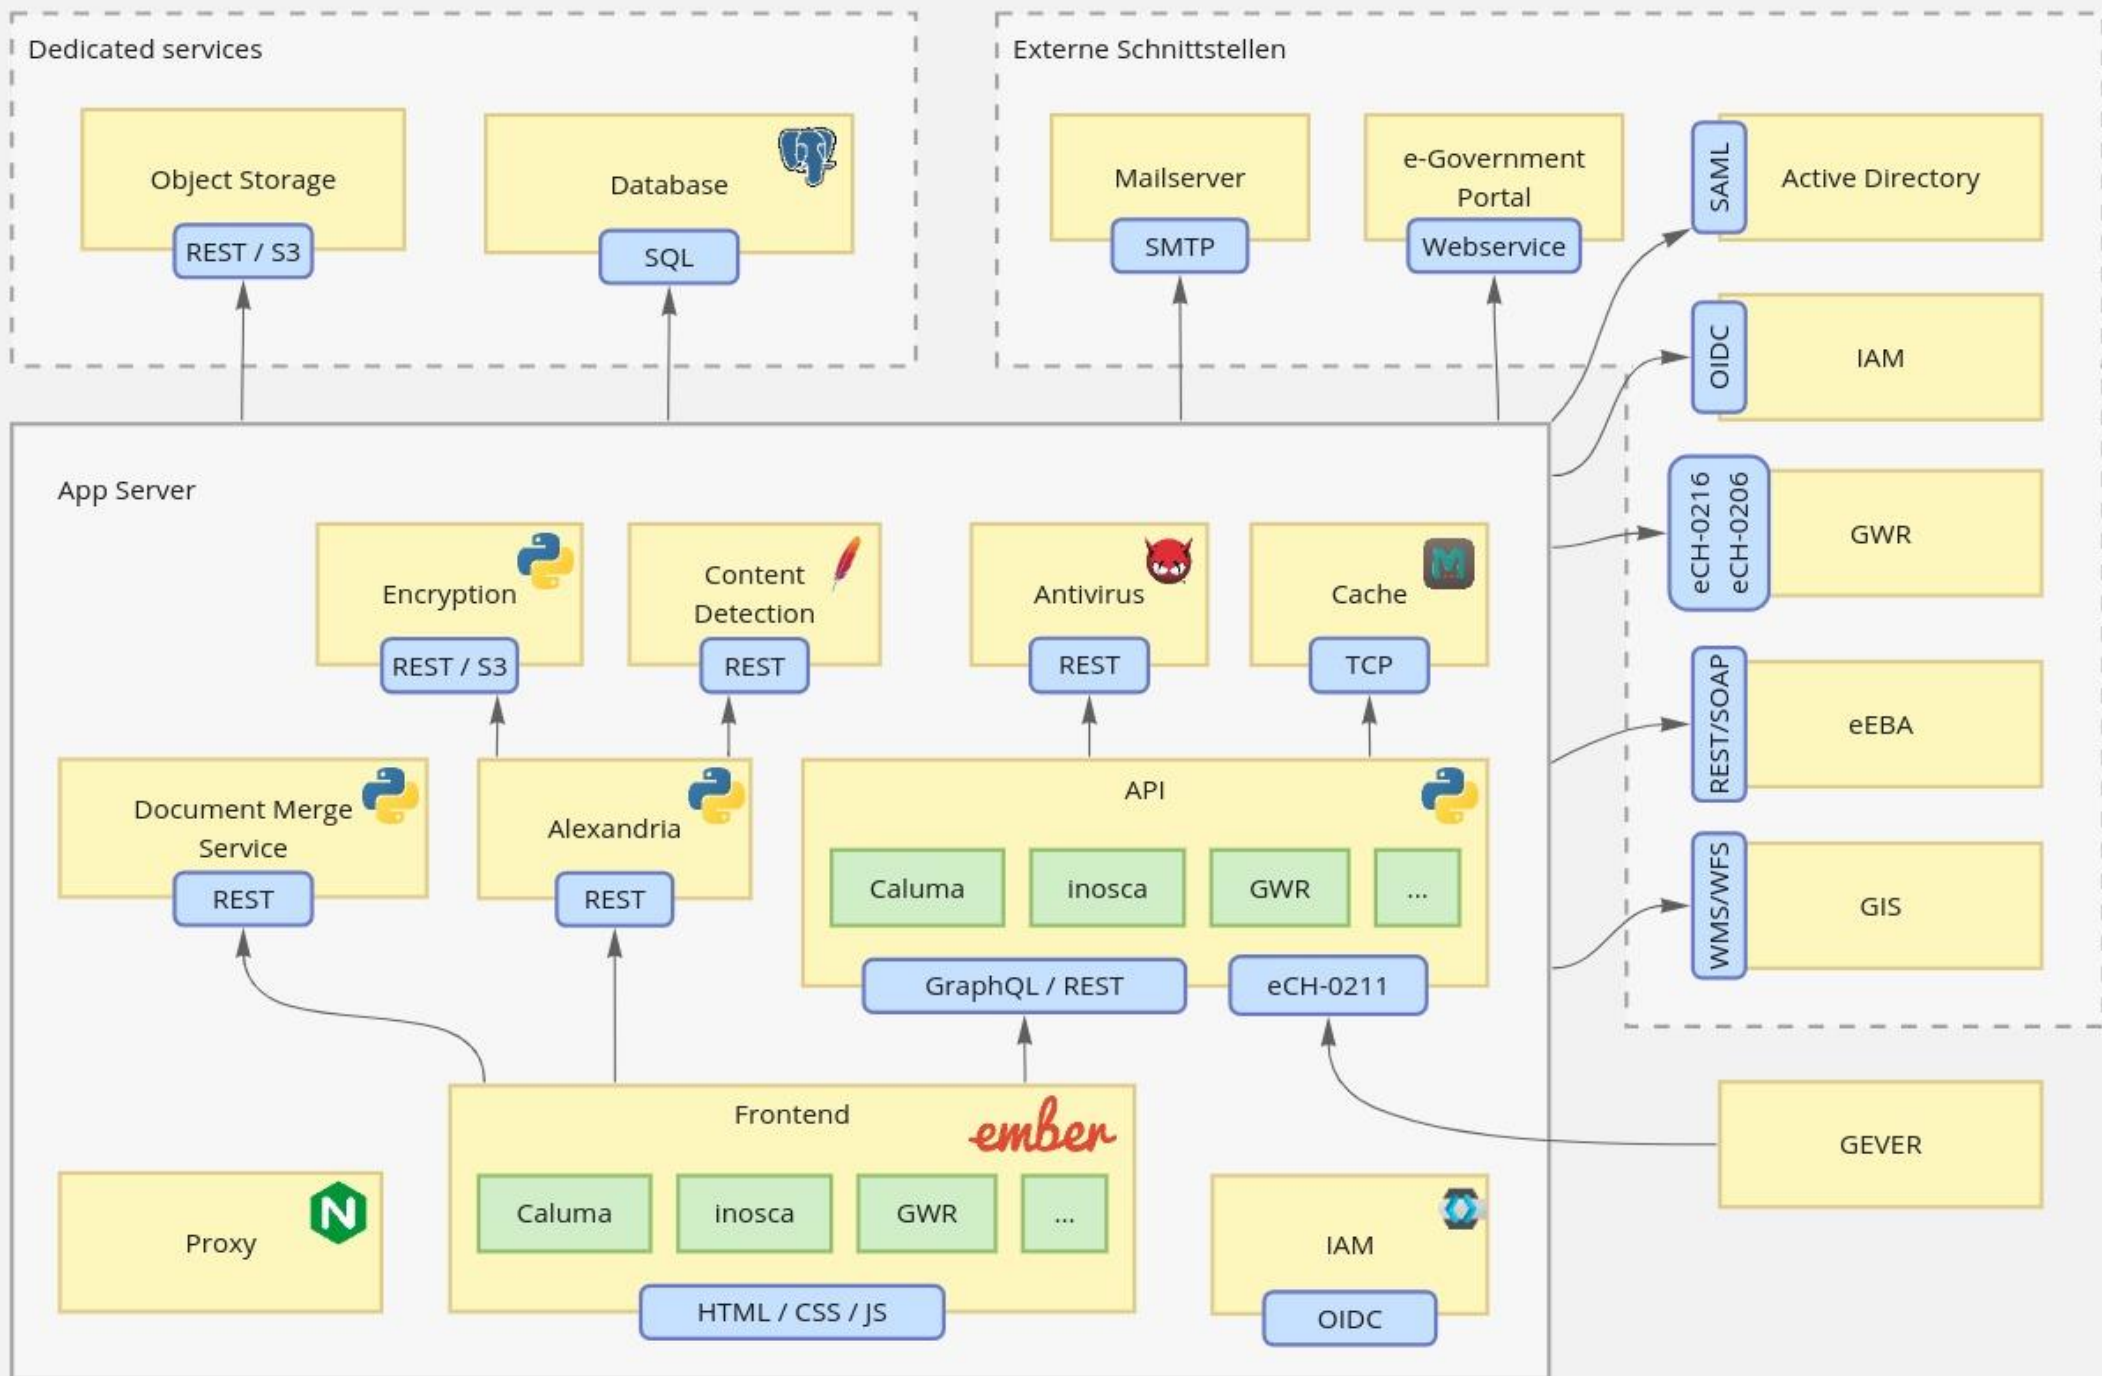 Dedicated services
Object Storage
REST / S3
Database
SQL
Externe Schnittstellen
Mailserver
SMTP
e-Government
Portal
Webservice
SAML
Active Directory
OIDC
IAM
eCH-0216
eCH-0206
GWR
REST/SOAP
eEBA
WMS/WFS
GIS
GEVER
App Server
Encryption
REST / S3
Content
Detection
REST
Antivirus
REST
Cache
M
TCP
Document Merge
Service
REST
Alexandria
REST
API
Caluma
inosca
GWR
...
GraphQL / REST
eCH-0211
Frontend
ember
Caluma
inosca
GWR
...
HTML / CSS / JS
Proxy
N
IAM
OIDC